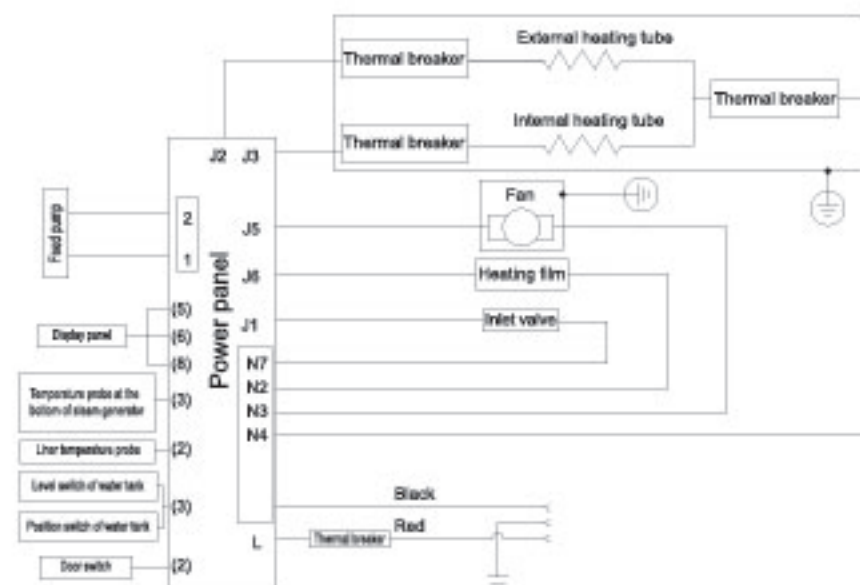 External heating tube
Thermal breaker
Thermal breaker
Internal heating tube
Thermal breaker
J2 J3
Fan
Feed pump
2
1
J5
Power panel
J6
Heating film
(5)
J1
Inlet valve
Display panel
(6)
(8)
N7
N2
Temperature probe at the
bottom of steam generator
(3)
N3
N4
Liner temperature probe
(2)
Level switch of water tank
(3)
Position switch of water tank
Black
Red
L
Thermal breaker
Door switch
(2)